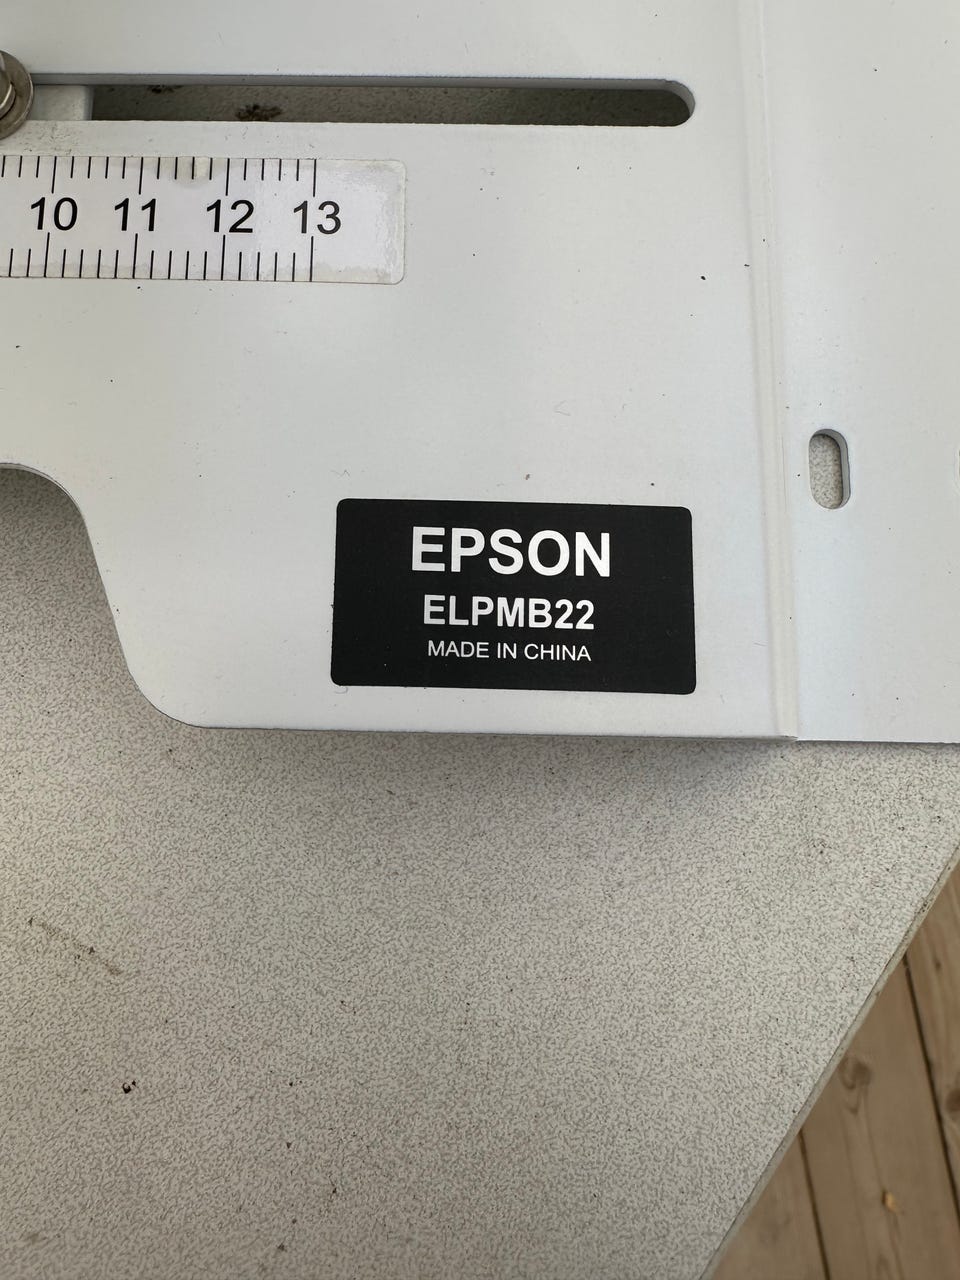 10 11 12 13
EPSON
ELPMB22
MADE IN CHINA